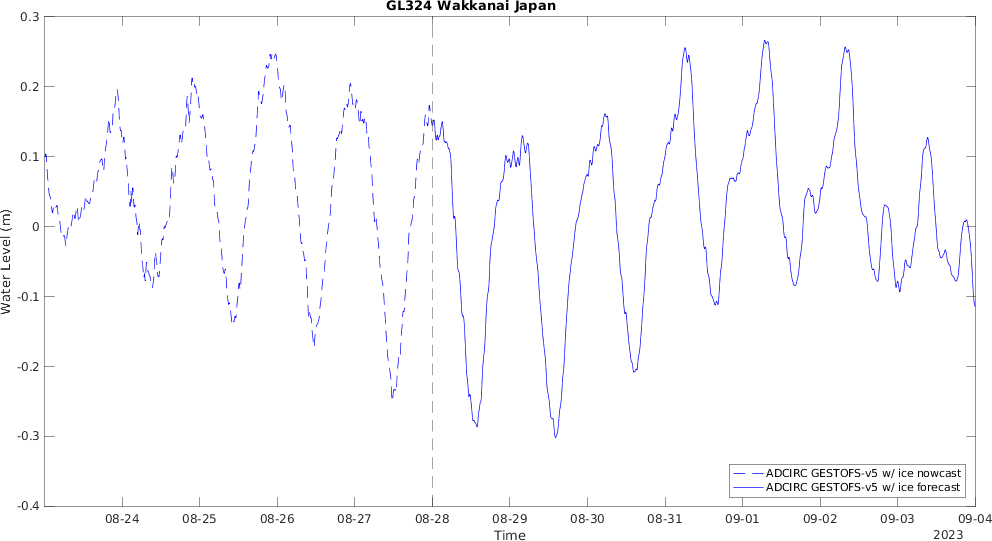 GL324 Wakkanai Japan
0.3
0.2
0.1
0
-0.1
-0.2
-0.3
-0.4
Water Level (m)
ADCIRC GESTOFS-v5 w/ ice nowcast
ADCIRC GESTOFS-v5 w/ ice forecast
08-24 08-25 08-26 08-27 08-28 08-29 08-30 08-31 09-01 09-02 09-03 09-04
Time
2023